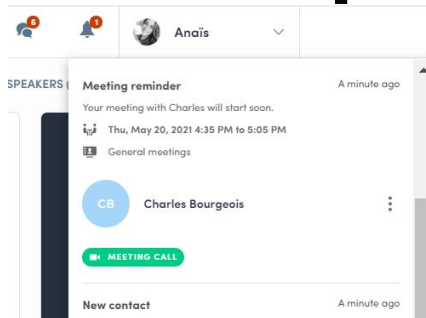 6
1
Anaïs
SPEAKERS (
Meeting reminder
A minute ago
Your meeting with Charles will start soon.
Thu, May 20, 2021 4:35 PM to 5:05 PM
General meetings
CB
Charles Bourgeois
MEETING CALL
New contact
A minute ago